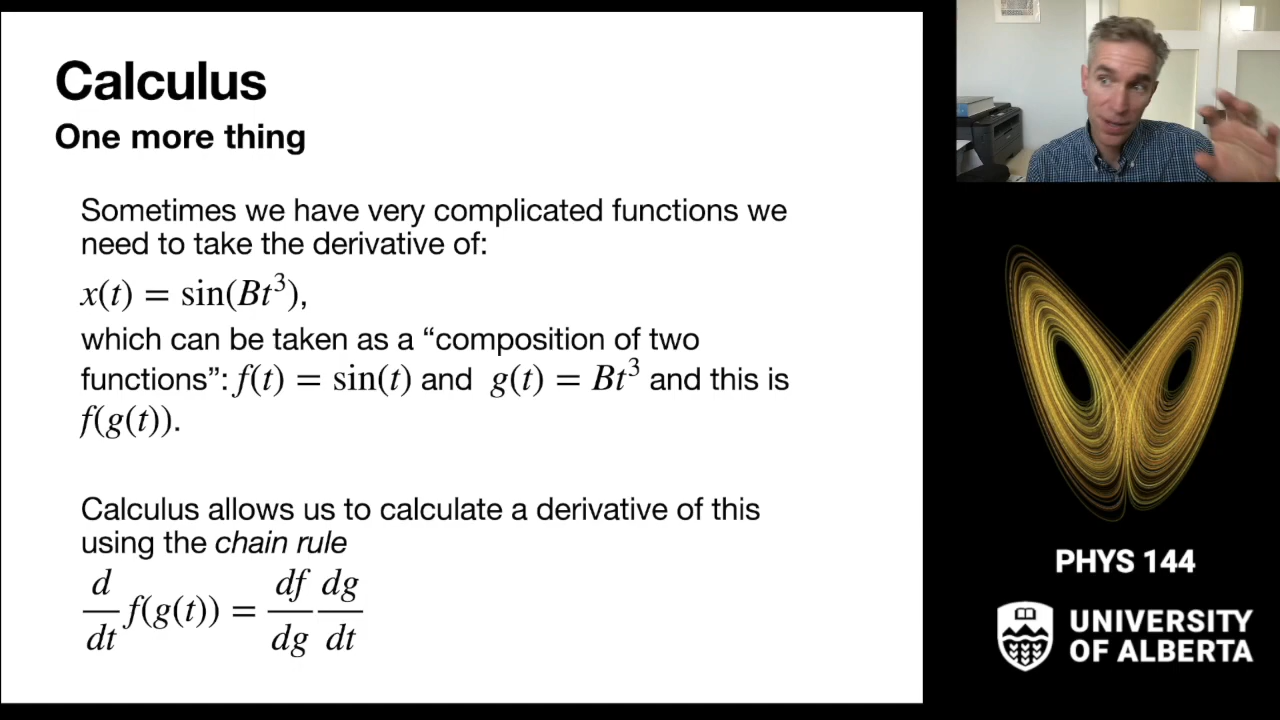 Calculus
One more thing
Sometimes we have very complicated functions we
need to take the derivative of:
x(t) = sin(Bt³),
which can be taken as a “composition of two
functions”: f(t) = sin(t) and g(t) = Bt³ and this is
f(g(t)).
Calculus allows us to calculate a derivative of this
using the chain rule
d/dt f(g(t)) = df/dg dg/dt
PHYS 144
UNIVERSITY
OF ALBERTA